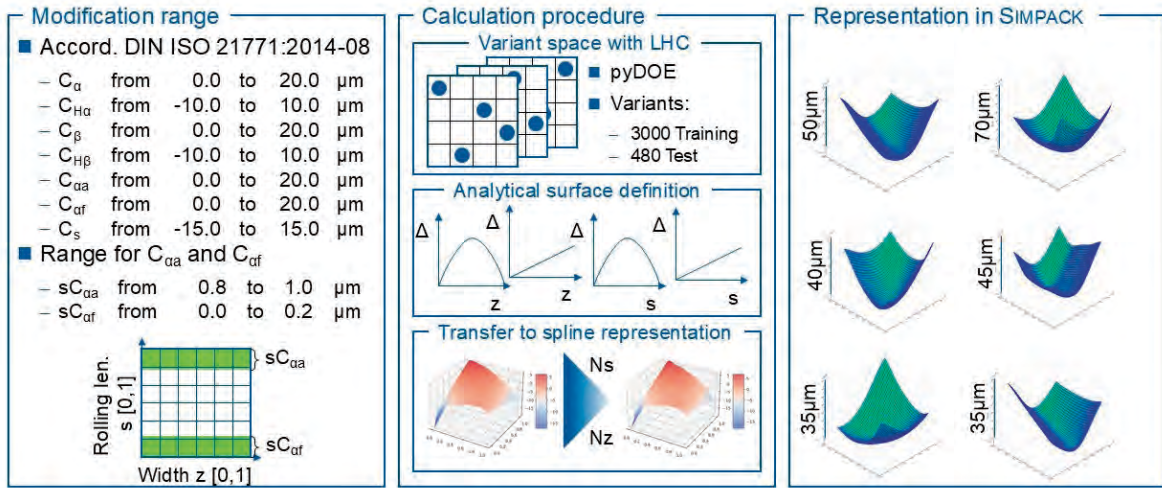 Modification range
■ Accord. DIN ISO 21771:2014-08
– Cα from 0.0 to 20.0 µm
– CHα from -10.0 to 10.0 µm
– Cβ from 0.0 to 20.0 µm
– CHβ from -10.0 to 10.0 µm
– Cαa from 0.0 to 20.0 µm
– Cαf from 0.0 to 20.0 µm
– Cs from -15.0 to 15.0 µm
■ Range for Cαa and Cαf
– sCαa from 0.8 to 1.0 µm
– sCαf from 0.0 to 0.2 µm
Rolling len.
s [0,1]
sCαa
sCαf
Width z [0,1]
Calculation procedure
Variant space with LHC
■ pyDOE
■ Variants:
– 3000 Training
– 480 Test
Analytical surface definition
Δ z
Δ z
Δ s
Δ s
Transfer to spline representation
Ns
Nz
Representation in SIMPACK
50µm
70µm
40µm
45µm
35µm
35µm